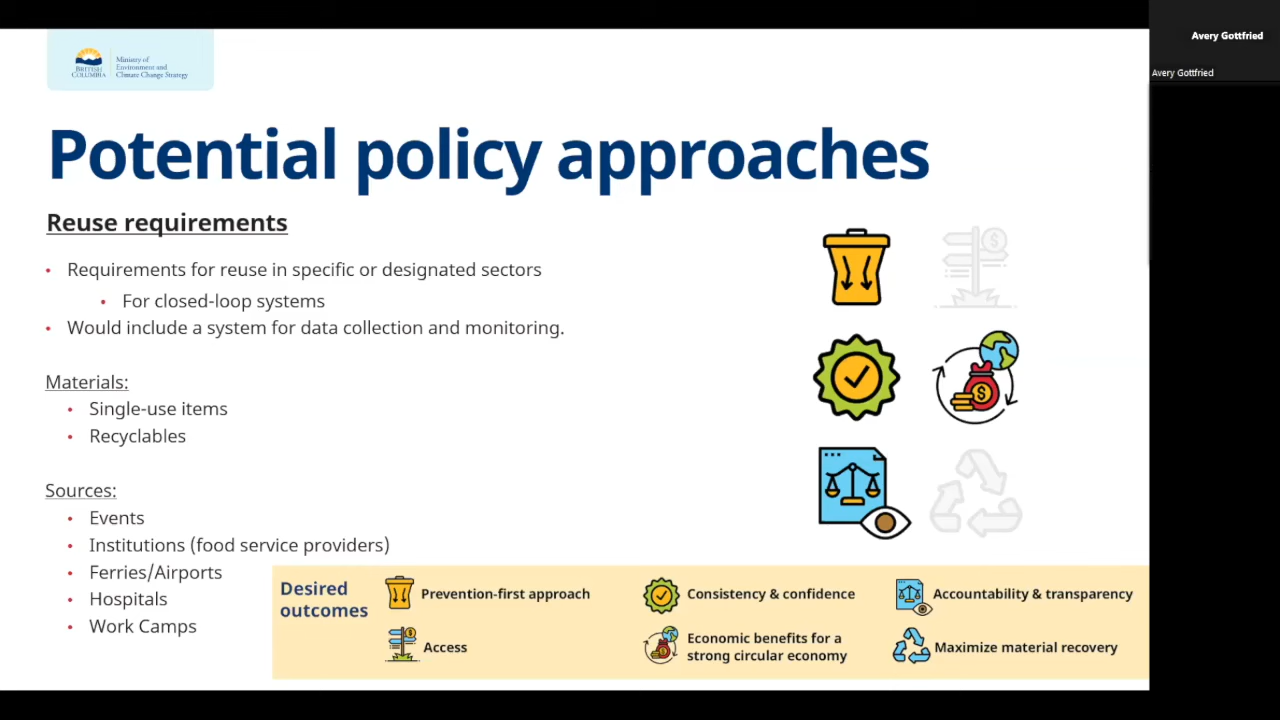 Avery Gottfried
Avery Gottfried
BRITISH
COLUMBIA
Ministry of
Environment and
Climate Change Strategy
Potential policy approaches
Reuse requirements
• Requirements for reuse in specific or designated sectors
• For closed-loop systems
• Would include a system for data collection and monitoring.
Materials:
• Single-use items
• Recyclables
Sources:
• Events
• Institutions (food service providers)
• Ferries/Airports
• Hospitals
• Work Camps
Desired
outcomes
Prevention-first approach
Consistency & confidence
Accountability & transparency
Access
Economic benefits for a
strong circular economy
Maximize material recovery